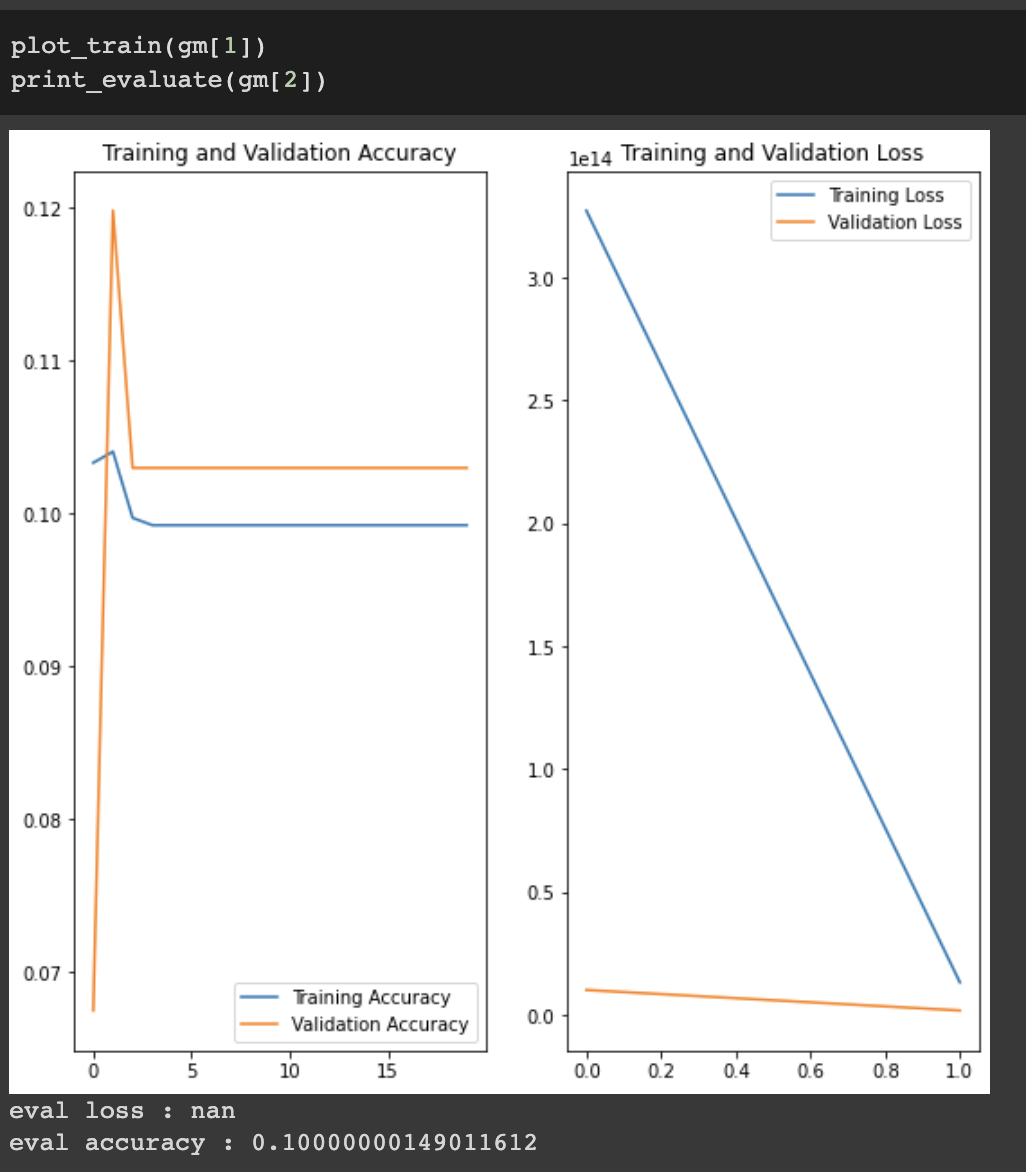 plot_train(gm[1])
print_evaluate(gm[2])
Training and Validation Accuracy
0.12
0.11
0.10
0.09
0.08
0.07
Training Accuracy
Validation Accuracy
0 5 10 15
1e14 Training and Validation Loss
Training Loss
Validation Loss
3.0
2.5
2.0
1.5
1.0
0.5
0.0
0.0 0.2 0.4 0.6 0.8 1.0
eval loss : nan
eval accuracy : 0.10000000149011612